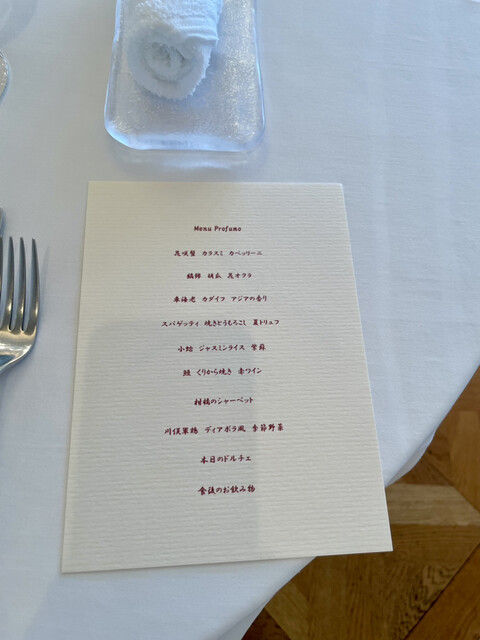 Menu Profumo
花咲蟹 カラスミ カペッリーニ
縞鯵 胡瓜 花オクラ
車海老 カダイフ アジアの香り
スパゲッティ 焼きとうもろこし 夏トリュフ
小蛤 ジャスミンライス 紫蘇
鰻 くりから焼き 赤ワイン
柑橘のシャーベット
川俣軍鶏 ディアボラ風 季節野菜
本日のドルチェ
食後のお飲み物